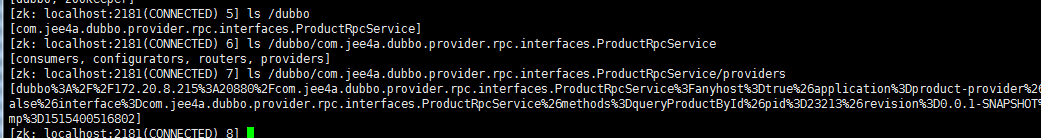 [dubbo, zookeeper]
[zk: localhost:2181(CONNECTED) 5] ls /dubbo
[com.jee4a.dubbo.provider.rpc.interfaces.ProductRpcService]
[zk: localhost:2181(CONNECTED) 6] ls /dubbo/com.jee4a.dubbo.provider.rpc.interfaces.ProductRpcService
[consumers, configurators, routers, providers]
[zk: localhost:2181(CONNECTED) 7] ls /dubbo/com.jee4a.dubbo.provider.rpc.interfaces.ProductRpcService/providers
[dubbo%3A%2F%2F172.20.8.215%3A20880%2Fcom.jee4a.dubbo.provider.rpc.interfaces.ProductRpcService%3Fanyhost%3Dtrue%26application%3Dproduct-provider%26
alse%26interface%3Dcom.jee4a.dubbo.provider.rpc.interfaces.ProductRpcService%26methods%3DqueryProductById%26pid%3D23213%26revision%3D0.0.1-SNAPSHOT%
mp%3D1515400516802]
[zk: localhost:2181(CONNECTED) 8]